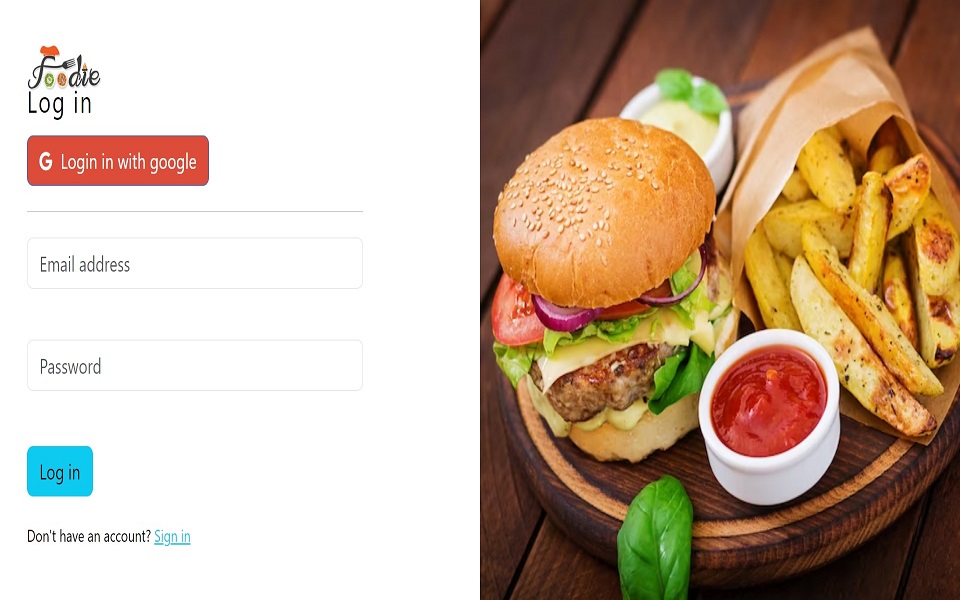 Foodie
Log in
G Login in with google
Email address
Password
Log in
Don't have an account? Sign in